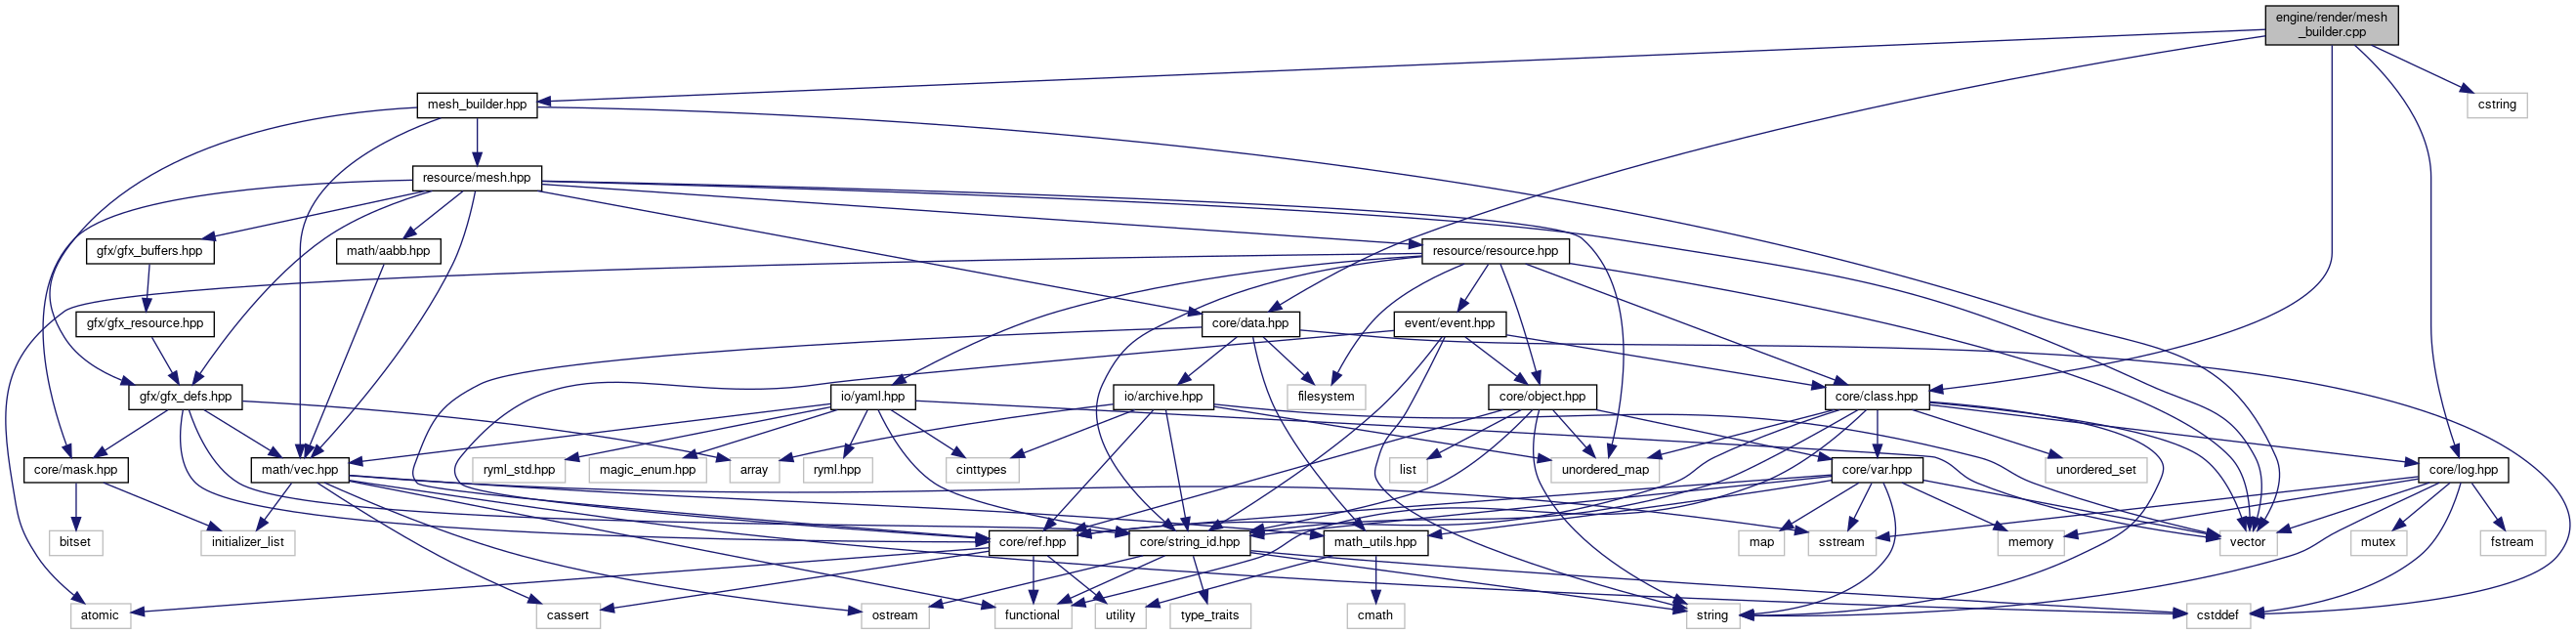 engine/render/mesh
_builder.cpp
mesh_builder.hpp
cstring
resource/mesh.hpp
gfx/gfx_buffers.hpp
math/aabb.hpp
resource/resource.hpp
gfx/gfx_resource.hpp
core/data.hpp
event/event.hpp
gfx/gfx_defs.hpp
io/yaml.hpp
io/archive.hpp
filesystem
core/object.hpp
core/class.hpp
core/mask.hpp
math/vec.hpp
ryml_std.hpp
magic_enum.hpp
array
ryml.hpp
cinttypes
list
unordered_map
core/var.hpp
unordered_set
core/log.hpp
bitset
initializer_list
core/ref.hpp
core/string_id.hpp
math_utils.hpp
map
sstream
memory
vector
mutex
fstream
atomic
cassert
ostream
functional
utility
type_traits
cmath
string
cstddef